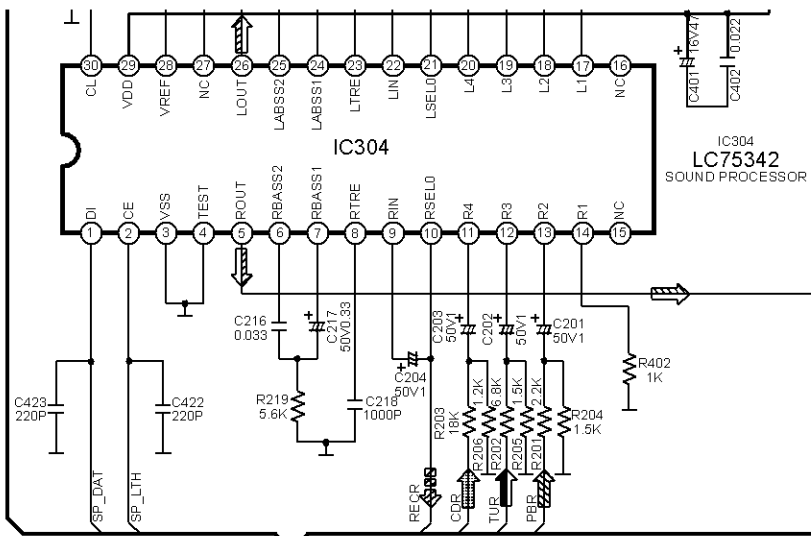 16V47
0.022
C401
C402
30 29 28 27 26 25 24 23 22 21 20 19 18 17 16
CL VDD VREF NC LOUT LABSS2 LABSS1 LTRE LIN LSEL0 L4 L3 L2 L1 NC
IC304
IC304
LC75342
SOUND PROCESSOR
DI CE VSS TEST ROUT RBASS2 RBASS1 RTRE RIN RSEL0 R4 R3 R2 R1 NC
1 2 3 4 5 6 7 8 9 10 11 12 13 14 15
C216
0.033
C217
50V0.33
C203
50V1
C202
50V1
C201
50V1
C204
50V1
R402
1K
C423
220P
C422
220P
R219
5.6K
C218
1000P
R203
18K
1.2K
R206
6.8K
R202
1.5K
R205
2.2K
R201
R204
1.5K
SP_DAT
SP_LTH
RECR
CDR
TUR
PBR